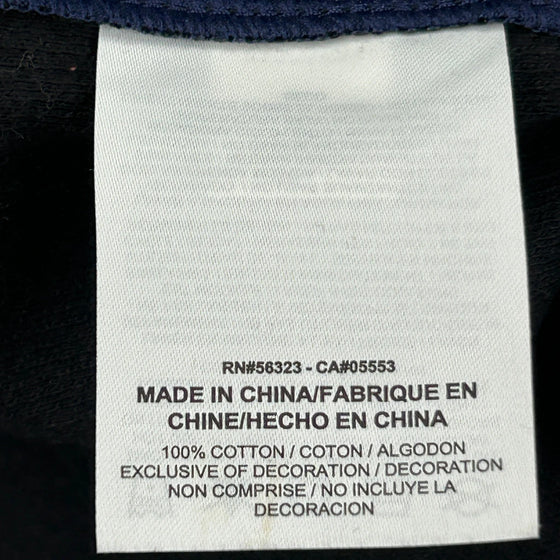 RN#56323 - CA#05553
MADE IN CHINA/FABRIQUE EN
CHINE/HECHO EN CHINA
100% COTTON / COTON / ALGODON
EXCLUSIVE OF DECORATION / DECORATION
NON COMPRISE / NO INCLUYE LA
DECORACION